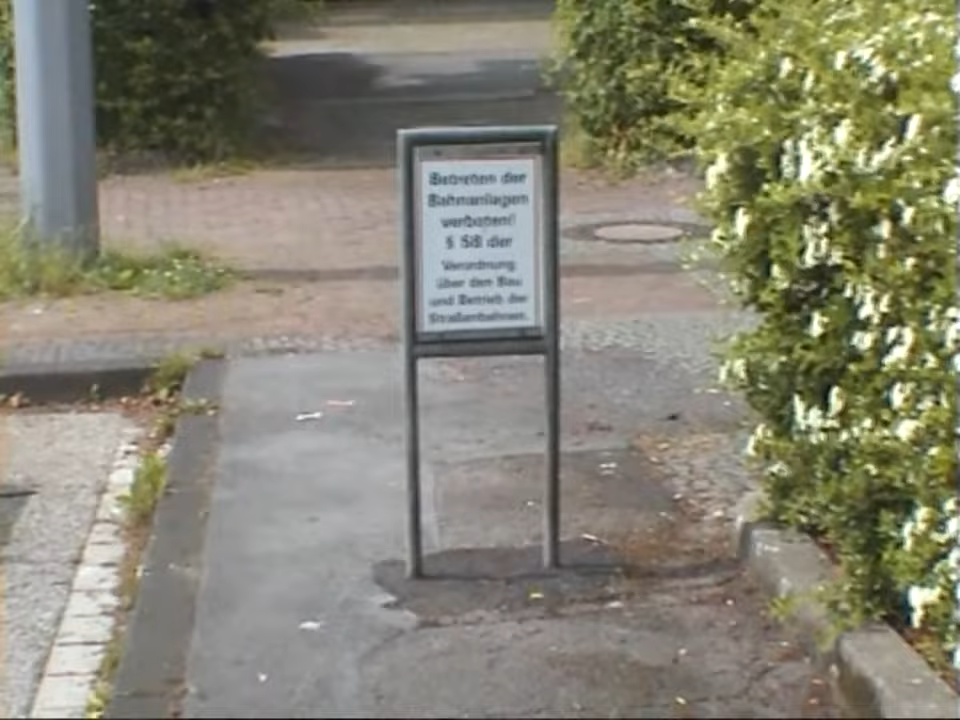 Betreten der
Bahnanlagen
verboten!
§ 58 der
Verordnung
über den Bau
und Betrieb der
Straßenbahnen.